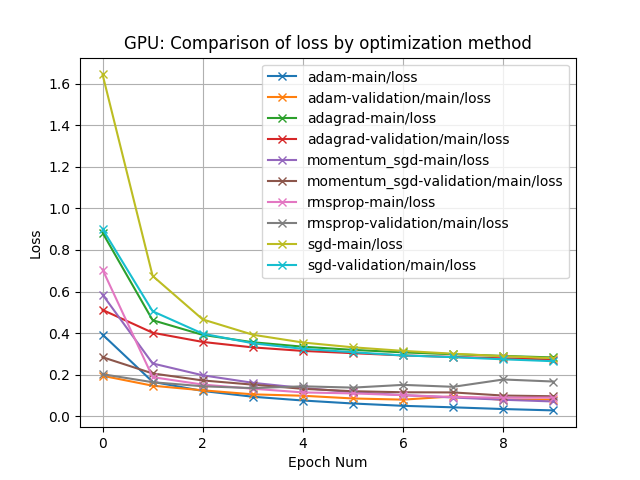 GPU: Comparison of loss by optimization method
adam-main/loss
adam-validation/main/loss
adagrad-main/loss
adagrad-validation/main/loss
momentum_sgd-main/loss
momentum_sgd-validation/main/loss
rmsprop-main/loss
rmsprop-validation/main/loss
sgd-main/loss
sgd-validation/main/loss
Loss
1.6
1.4
1.2
1.0
0.8
0.6
0.4
0.2
0.0
0 2 4 6 8
Epoch Num